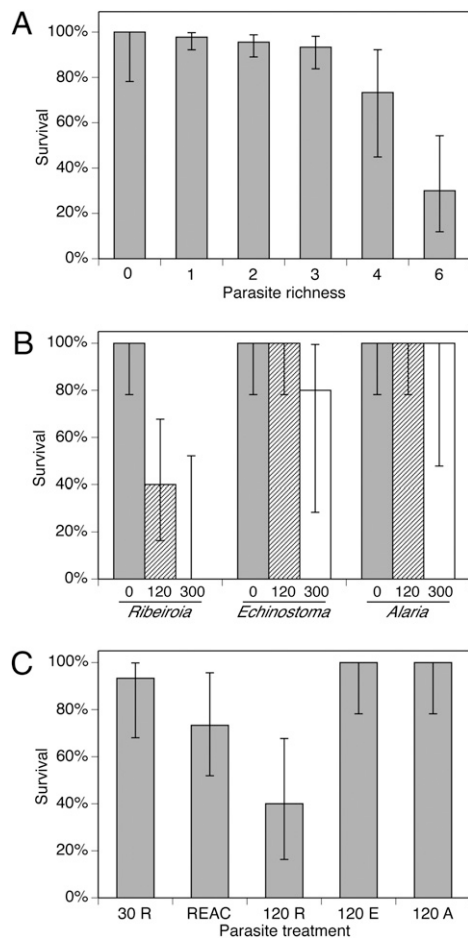 A
100%
80%
60%
40%
20%
0%
Survival
0 1 2 3 4 6
Parasite richness
B
100%
80%
60%
40%
20%
0%
Survival
0 120 300 0 120 300 0 120 300
Ribeiroia Echinostoma Alaria
C
100%
80%
60%
40%
20%
0%
Survival
30 R REAC 120 R 120 E 120 A
Parasite treatment